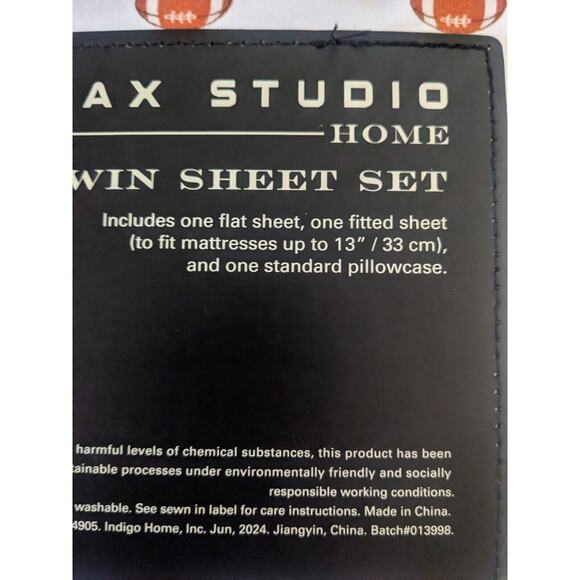 AX STUDIO
HOME
WIN SHEET SET
Includes one flat sheet, one fitted sheet
(to fit mattresses up to 13" / 33 cm),
and one standard pillowcase.
harmful levels of chemical substances, this product has been
tainable processes under environmentally friendly and socially
responsible working conditions.
washable. See sewn in label for care instructions. Made in China.
4905. Indigo Home, Inc. Jun, 2024. Jiangyin, China. Batch#013998.